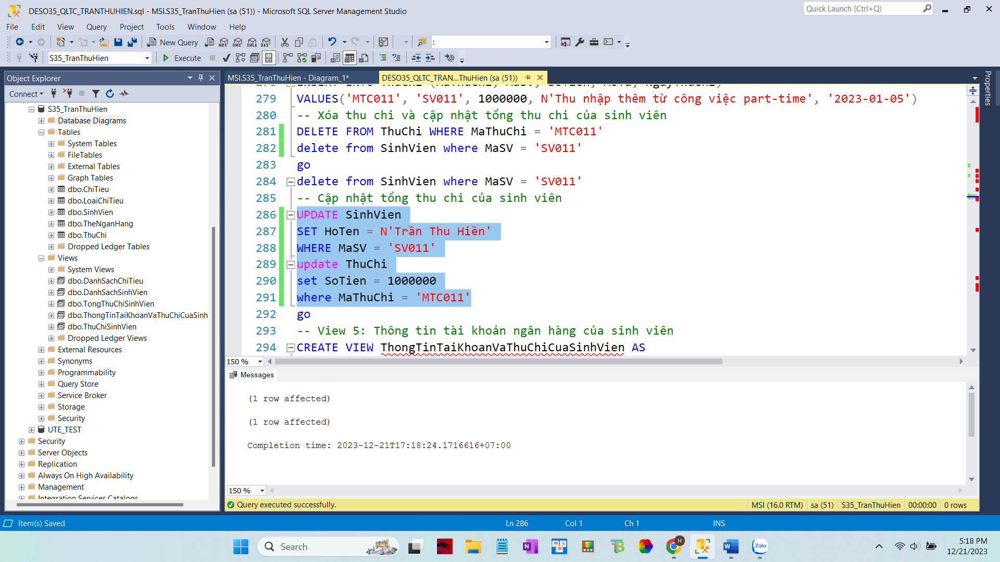 DESO35_QLTC_TRANTHUHIEN.sql - MSI.S35_TranThuHien (sa (51)) - Microsoft SQL Server Management Studio
Quick Launch (Ctrl+Q)
File Edit View Query Project Tools Window Help
New Query
MDX DMX XMLA DAX
:
S35_TranThuHien
Execute
Object Explorer
MSI.S35_TranThuHien - Diagram_1*
DESO35_QLTC_TRAN...ThuHien (sa (51))
Properties
Connect
S35_TranThuHien
Database Diagrams
Tables
System Tables
FileTables
External Tables
Graph Tables
dbo.ChiTieu
dbo.LoaiChiTieu
dbo.SinhVien
dbo.TheNganHang
dbo.ThuChi
Dropped Ledger Tables
Views
System Views
dbo.DanhSachChiTieu
dbo.DanhSachSinhVien
dbo.TongThuChiSinhVien
dbo.ThongTinTaiKhoanVaThuChiCuaSinh
dbo.ThuChiSinhVien
Dropped Ledger Views
External Resources
Synonyms
Programmability
Query Store
Service Broker
Storage
Security
UTE_TEST
Security
Server Objects
Replication
Always On High Availability
Management
Integration Services Catalogs
279 VALUES('MTC011', 'SV011', 1000000, N'Thu nhập thêm từ công việc part-time', '2023-01-05')
280 -- Xóa thu chi và cập nhật tổng thu chi của sinh viên
281 DELETE FROM ThuChi WHERE MaThuChi = 'MTC011'
282 delete from SinhVien where MaSV = 'SV011'
283 go
284 delete from SinhVien where MaSV = 'SV011'
285 -- Cập nhật tổng thu chi của sinh viên
286 UPDATE SinhVien
287 SET HoTen = N'Trần Thu Hiền'
288 WHERE MaSV = 'SV011'
289 update ThuChi
290 set SoTien = 1000000
291 where MaThuChi = 'MTC011'
292 go
293 -- View 5: Thông tin tài khoản ngân hàng của sinh viên
294 CREATE VIEW ThongTinTaiKhoanVaThuChiCuaSinhVien AS
150 %
Messages
(1 row affected)
(1 row affected)
Completion time: 2023-12-21T17:18:24.1716616+07:00
150 %
Query executed successfully.
MSI (16.0 RTM) sa (51) S35_TranThuHien 00:00:00 0 rows
Item(s) Saved
Ln 286 Col 1 Ch 1 INS
Search
Zalo
5:18 PM
12/21/2023